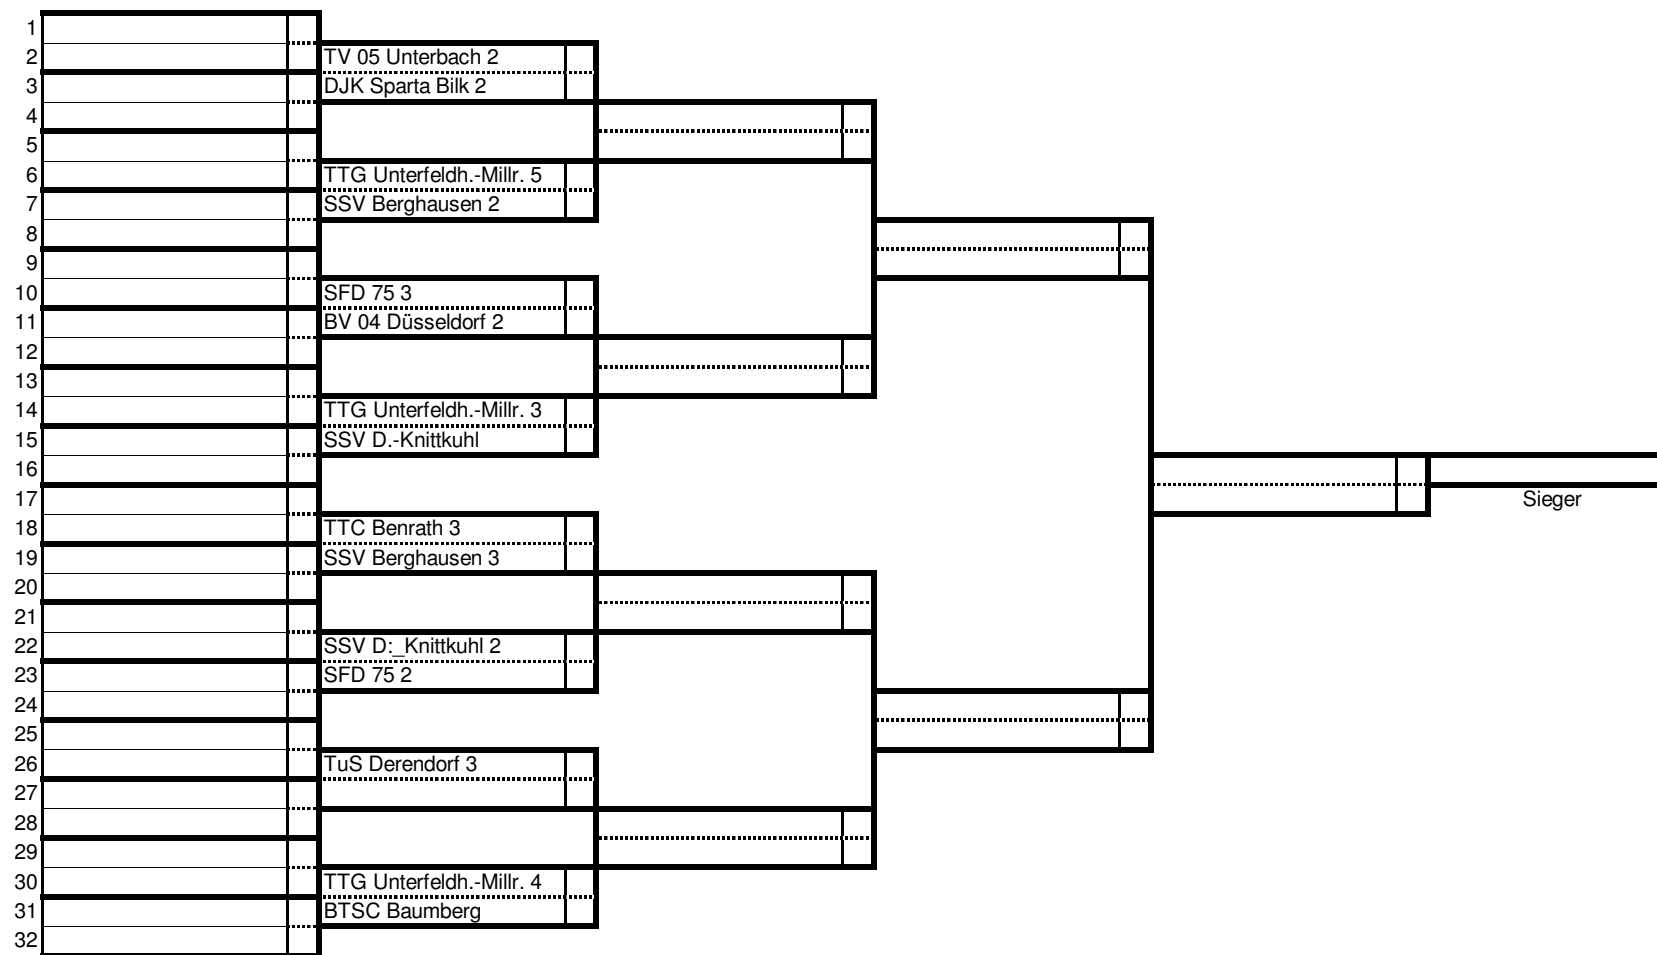 1
2
TV 05 Unterbach 2
3
DJK Sparta Bilk 2
4
5
6
TTG Unterfeldh.-Millr. 5
7
SSV Berghausen 2
8
9
10
SFD 75 3
11
BV 04 Düsseldorf 2
12
13
14
TTG Unterfeldh.-Millr. 3
15
SSV D.-Knittkuhl
16
17
Sieger
18
TTC Benrath 3
19
SSV Berghausen 3
20
21
22
SSV D:_Knittkuhl 2
23
SFD 75 2
24
25
26
TuS Derendorf 3
27
28
29
30
TTG Unterfeldh.-Millr. 4
31
BTSC Baumberg
32